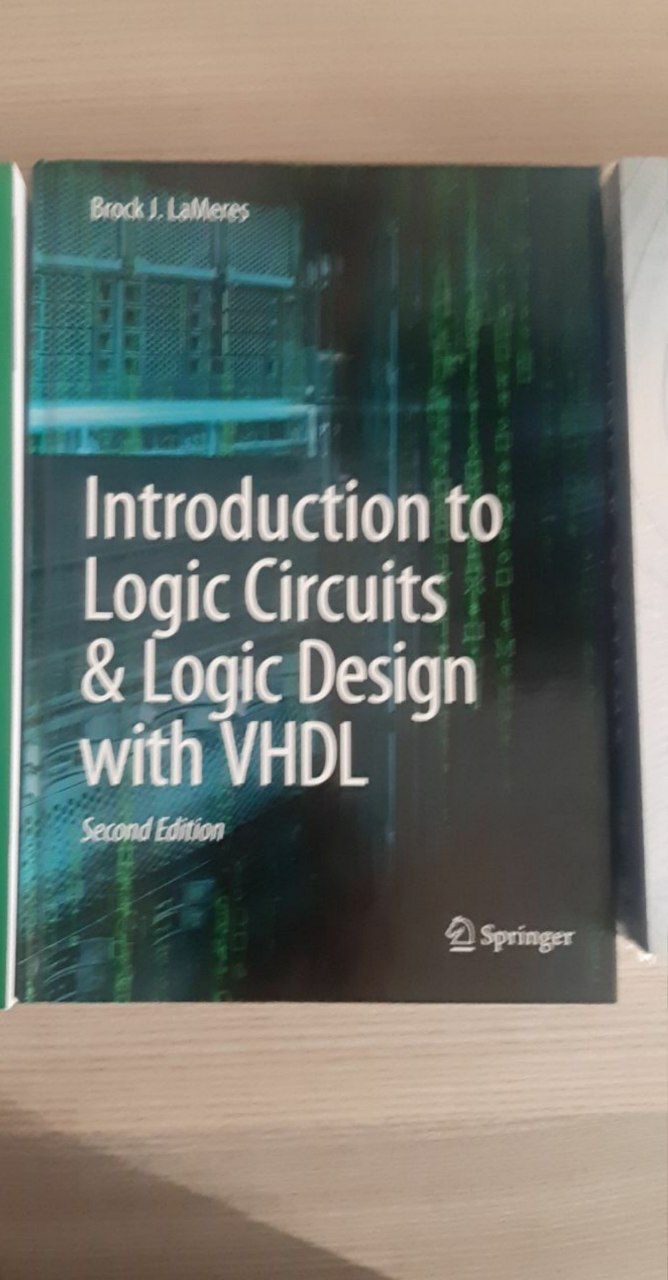 Brock J. LaMeres
Introduction to
Logic Circuits
& Logic Design
with VHDL
Second Edition
Springer